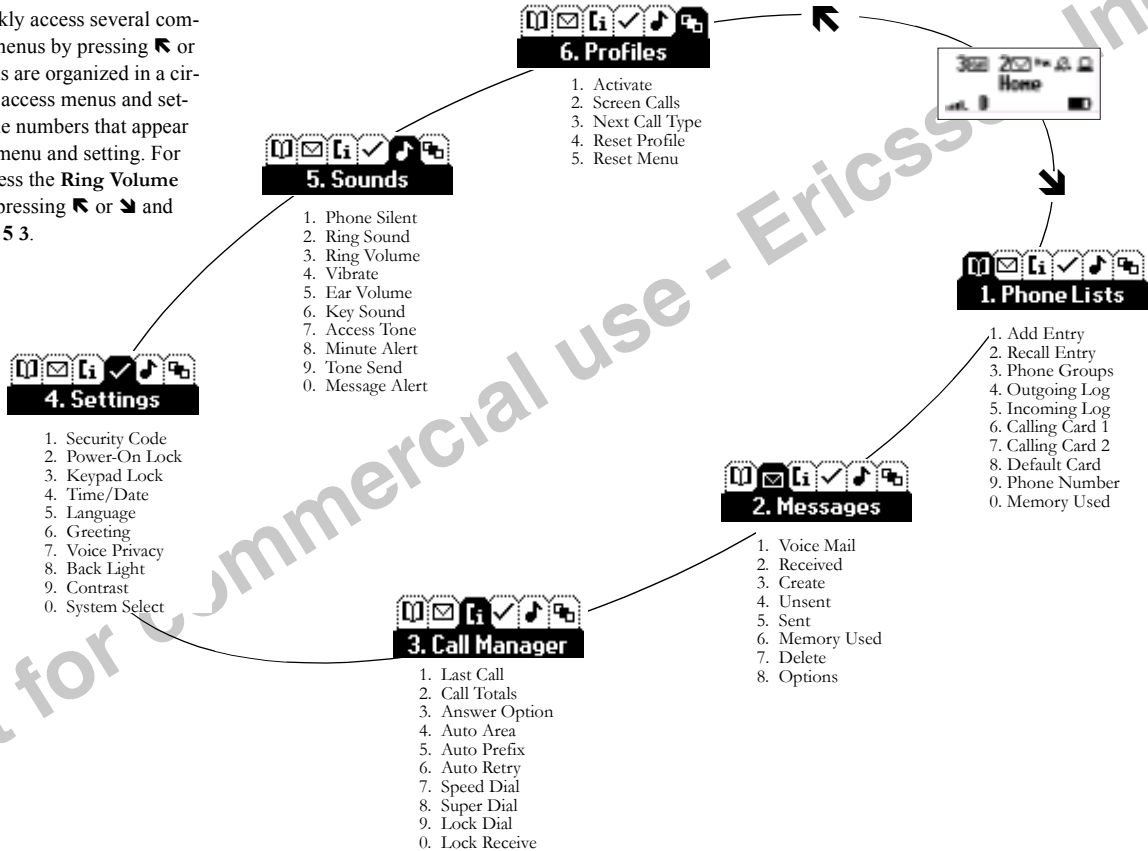 kly access several com-
menus by pressing ↖ or
s are organized in a cir-
access menus and set-
e numbers that appear
menu and setting. For
ess the Ring Volume
pressing ↖ or ↘ and
5 3.
6. Profiles
1. Activate
2. Screen Calls
3. Next Call Type
4. Reset Profile
5. Reset Menu
Home
5. Sounds
1. Phone Silent
2. Ring Sound
3. Ring Volume
4. Vibrate
5. Ear Volume
6. Key Sound
7. Access Tone
8. Minute Alert
9. Tone Send
0. Message Alert
1. Phone Lists
1. Add Entry
2. Recall Entry
3. Phone Groups
4. Outgoing Log
5. Incoming Log
6. Calling Card 1
7. Calling Card 2
8. Default Card
9. Phone Number
0. Memory Used
4. Settings
1. Security Code
2. Power-On Lock
3. Keypad Lock
4. Time/Date
5. Language
6. Greeting
7. Voice Privacy
8. Back Light
9. Contrast
0. System Select
2. Messages
1. Voice Mail
2. Received
3. Create
4. Unsent
5. Sent
6. Memory Used
7. Delete
8. Options
3. Call Manager
1. Last Call
2. Call Totals
3. Answer Option
4. Auto Area
5. Auto Prefix
6. Auto Retry
7. Speed Dial
8. Super Dial
9. Lock Dial
0. Lock Receive
for commercial use - Ericsso In